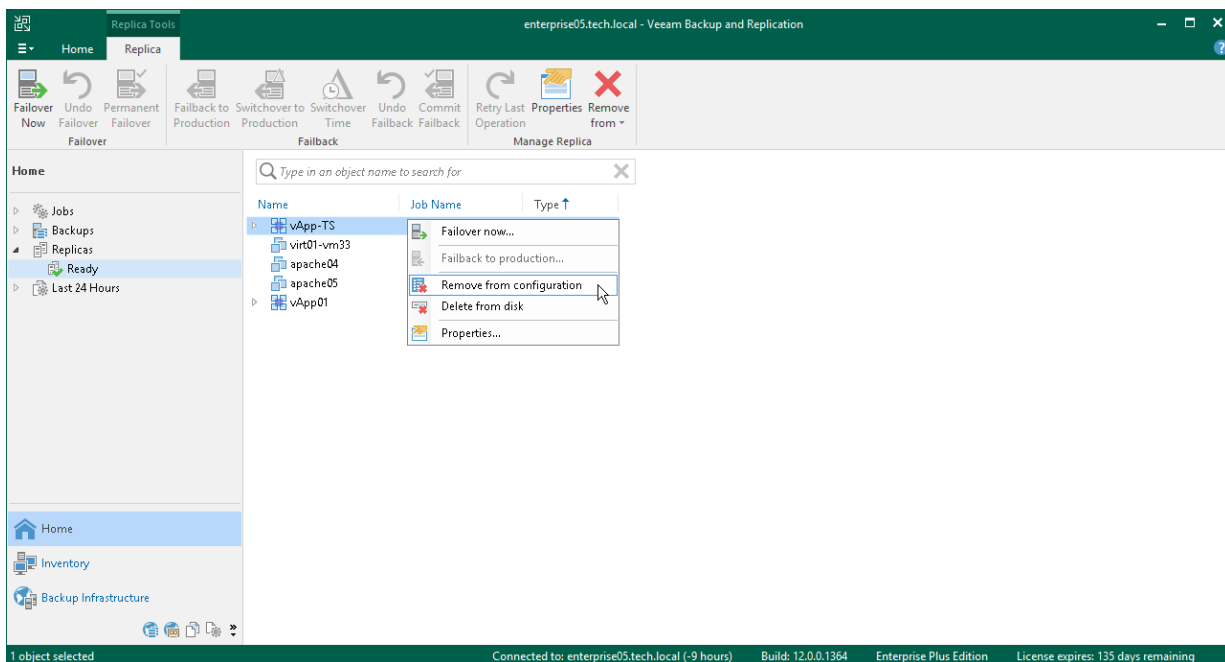 Replica Tools
enterprise05.tech.local - Veeam Backup and Replication
Home Replica
Failover Now
Undo Failover
Permanent Failover
Failback to Production
Switchover to Production
Switchover Time
Undo Failback
Commit Failback
Retry Last Operation
Properties
Remove from
Failover
Failback
Manage Replica
Home
Jobs
Backups
Replicas
Ready
Last 24 Hours
Type in an object name to search for
Name Job Name Type
vApp-TS
virt01-vm33
apache04
apache05
vApp01
Failover now...
Failback to production...
Remove from configuration
Delete from disk
Properties...
Home
Inventory
Backup Infrastructure
1 object selected
Connected to: enterprise05.tech.local (-9 hours)
Build: 12.0.0.1364
Enterprise Plus Edition
License expires: 135 days remaining